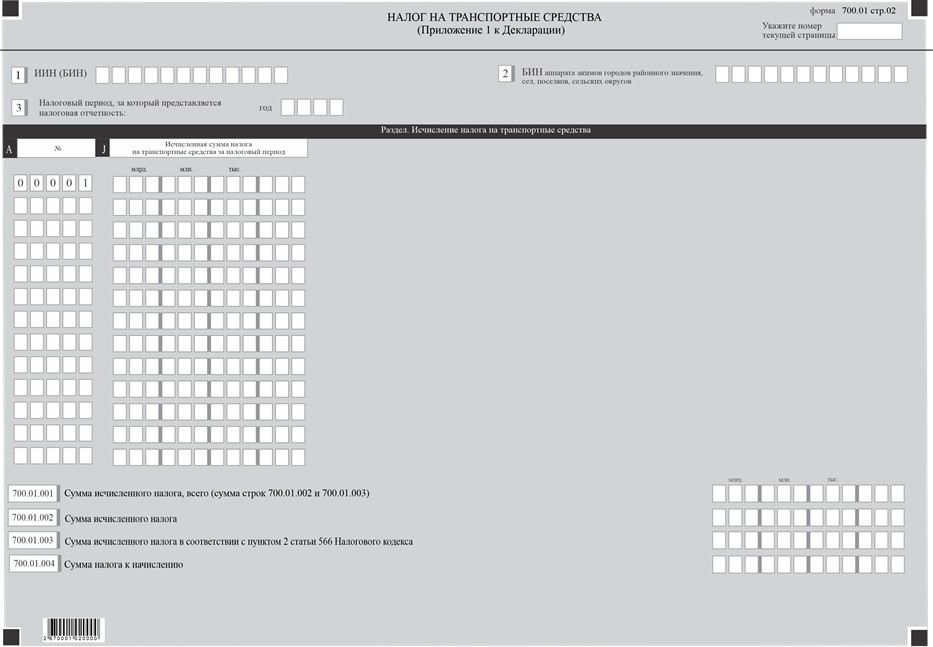 НАЛОГ НА ТРАНСПОРТНЫЕ СРЕДСТВА
(Приложение 1 к Декларации)
форма 700.01 стр.02
Укажите номер
текущей страницы
1 ИИН (БИН)
2 БИН аппарата акимов городов районного значения,
сел, поселков, сельских округов
3 Налоговый период, за который представляется
налоговая отчетность:
год
Раздел. Исчисление налога на транспортные средства
A № J Исчисленная сумма налога
на транспортные средства за налоговый период
млрд. млн. тыс.
0 0 0 0 1
млрд млн тыс
700.01.001 Сумма исчисленного налога, всего (сумма строк 700.01.002 и 700.01.003)
700.01.002 Сумма исчисленного налога
700.01.003 Сумма исчисленного налога в соответствии с пунктом 2 статьи 566 Налогового кодекса
700.01.004 Сумма налога к начислению